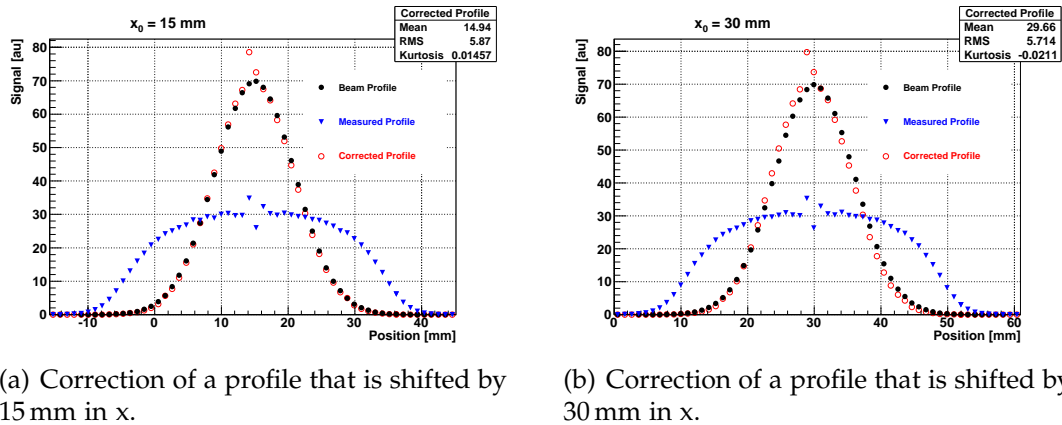 x0 = 15 mm
Corrected Profile
Mean 14.94
RMS 5.87
Kurtosis 0.01457
Signal [au]
80
70
60
50
40
30
20
10
0
Beam Profile
Measured Profile
Corrected Profile
-10 0 10 20 30 40
Position [mm]
x0 = 30 mm
Corrected Profile
Mean 29.66
RMS 5.714
Kurtosis -0.0211
Signal [au]
80
70
60
50
40
30
20
10
0
Beam Profile
Measured Profile
Corrected Profile
0 10 20 30 40 50 60
Position [mm]
(a) Correction of a profile that is shifted by
15 mm in x.
(b) Correction of a profile that is shifted by
30 mm in x.